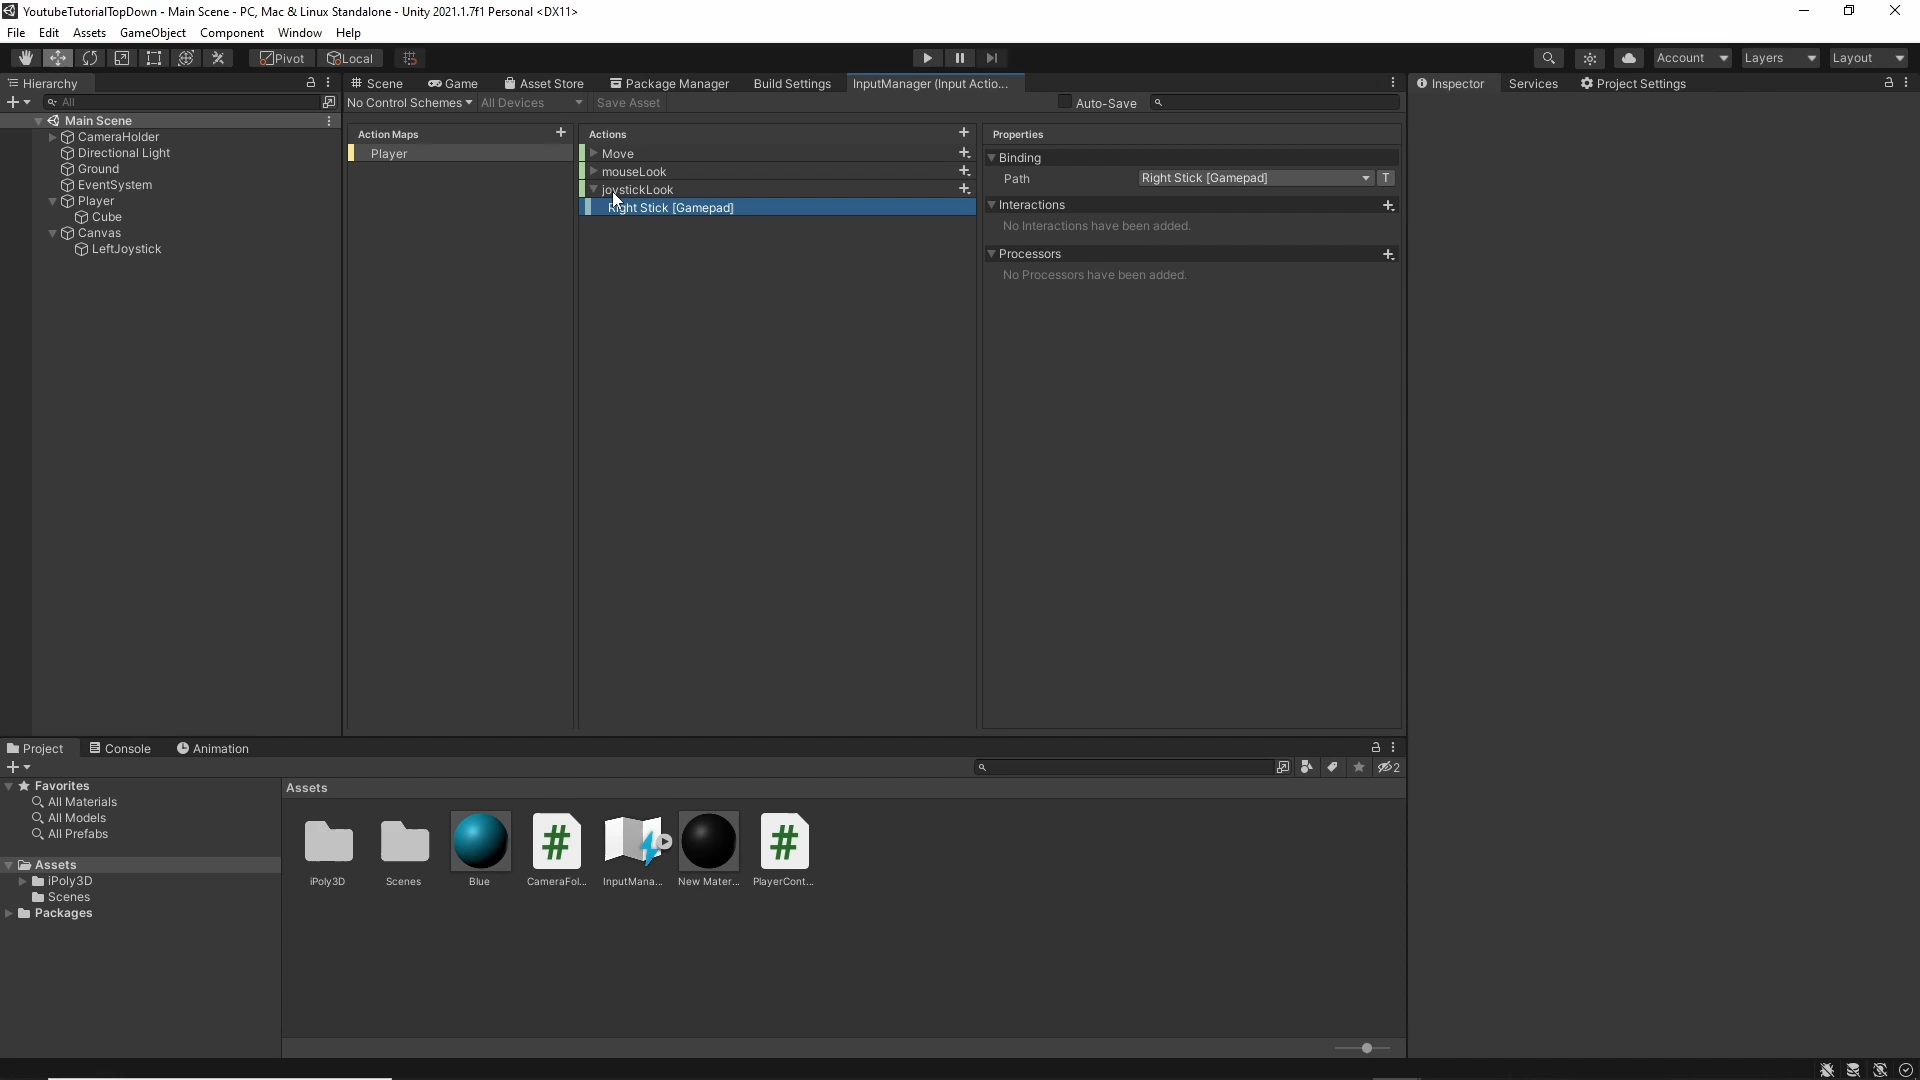 YoutubeTutorialTopDown - Main Scene - PC, Mac & Linux Standalone - Unity 2021.1.7f1 Personal <DX11>
File Edit Assets GameObject Component Window Help
Pivot Local Account Layers Layout
Hierarchy
All
Main Scene
CameraHolder
Directional Light
Ground
EventSystem
Player
Cube
Canvas
LeftJoystick
Scene Game Asset Store Package Manager Build Settings InputManager (Input Actio...
No Control Schemes All Devices Save Asset Auto-Save
Action Maps
Player
Actions
Move
mouseLook
joystickLook
Right Stick [Gamepad]
Properties
Binding
Path Right Stick [Gamepad] T
Interactions
No Interactions have been added.
Processors
No Processors have been added.
Inspector Services Project Settings
Project Console Animation
2
Favorites
All Materials
All Models
All Prefabs
Assets
iPoly3D
Scenes
Packages
Assets
iPoly3D Scenes Blue CameraFol... InputMana... New Mater... PlayerCont...